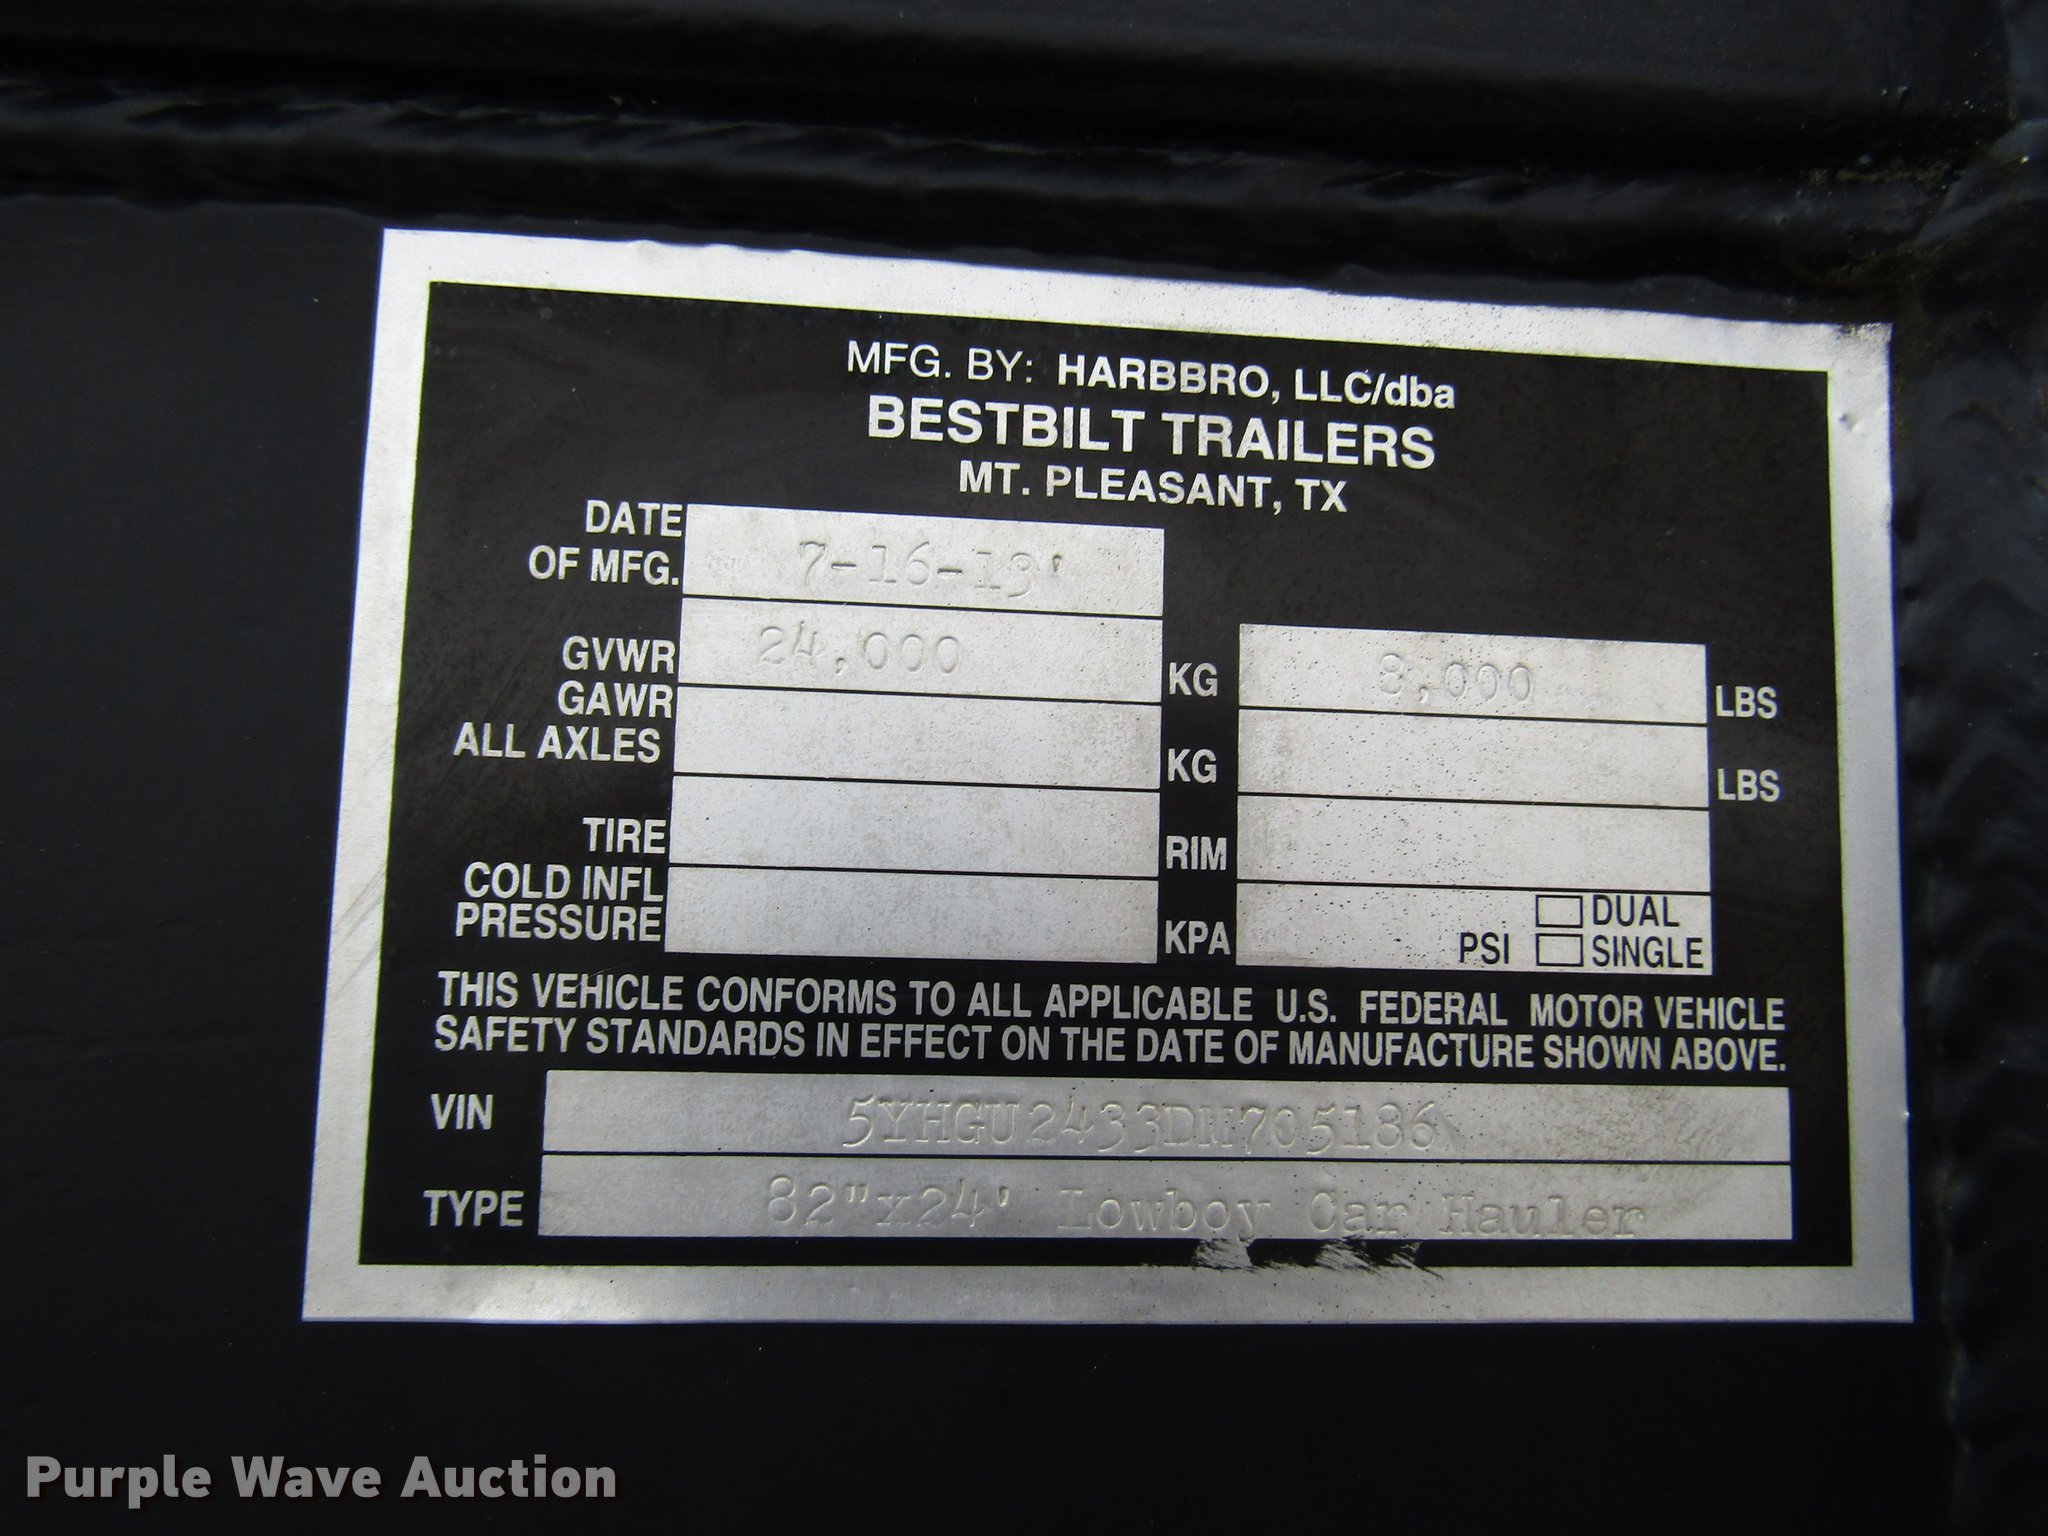 MFG. BY: HARBBRO, LLC/dba
BESTBILT TRAILERS
MT. PLEASANT, TX
DATE OF MFG. 7-16-13'
GVWR 24,000 KG 8,000 LBS
GAWR ALL AXLES KG LBS
TIRE RIM
COLD INFL PRESSURE KPA PSI DUAL SINGLE
THIS VEHICLE CONFORMS TO ALL APPLICABLE U.S. FEDERAL MOTOR VEHICLE
SAFETY STANDARDS IN EFFECT ON THE DATE OF MANUFACTURE SHOWN ABOVE.
VIN 5YHGU2433DM705186
TYPE 82"x24' Lowboy Car Hauler
Purple Wave Auction